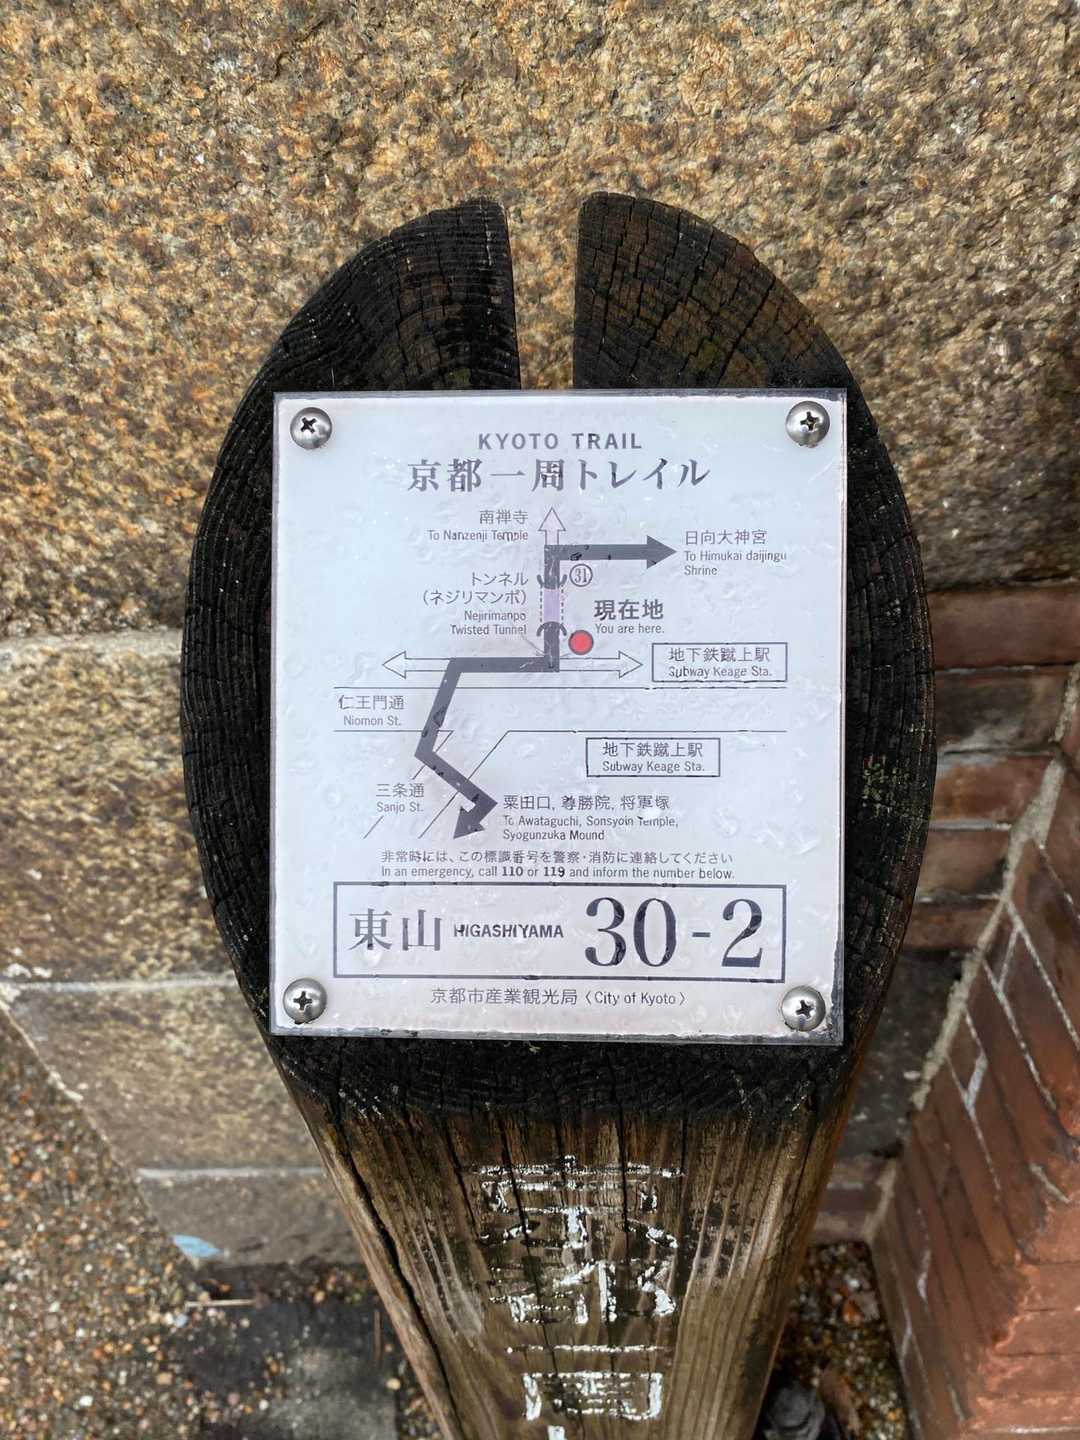 KYOTO TRAIL
京都一周トレイル
南禅寺
To Nanzenji Temple
日向大神宮
To Himukai daijingu
Shrine
31
トンネル
(ネジリマンポ)
Nejirimanpo
Twisted Tunnel
現在地
You are here.
地下鉄蹴上駅
Subway Keage Sta.
仁王門通
Niomon St.
地下鉄蹴上駅
Subway Keage Sta.
三条通
Sanjo St.
粟田口, 尊勝院, 将軍塚
To Awataguchi, Sonsyoin Temple,
Syogunzuka Mound
非常時には、この標識番号を警察・消防に連絡してください
In an emergency, call 110 or 119 and inform the number below.
東山 HIGASHIYAMA 30-2
京都市産業観光局〈City of Kyoto〉
京
都
一
周